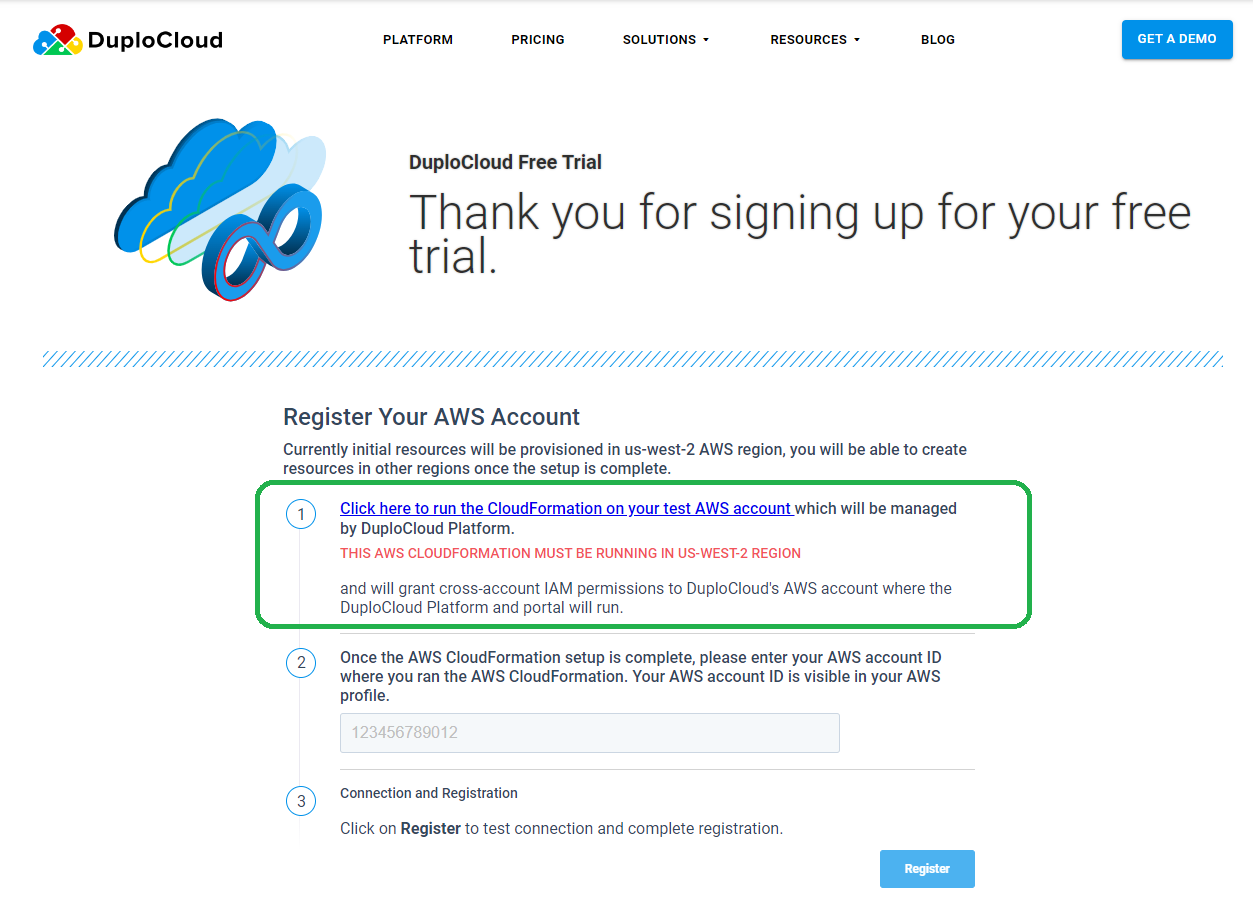 DuploCloud
PLATFORM
PRICING
SOLUTIONS
RESOURCES
BLOG
GET A DEMO
DuploCloud Free Trial
Thank you for signing up for your free
trial.
Register Your AWS Account
Currently initial resources will be provisioned in us-west-2 AWS region, you will be able to create
resources in other regions once the setup is complete.
1
Click here to run the CloudFormation on your test AWS account which will be managed
by DuploCloud Platform.
THIS AWS CLOUDFORMATION MUST BE RUNNING IN US-WEST-2 REGION
and will grant cross-account IAM permissions to DuploCloud's AWS account where the
DuploCloud Platform and portal will run.
2
Once the AWS CloudFormation setup is complete, please enter your AWS account ID
where you ran the AWS CloudFormation. Your AWS account ID is visible in your AWS
profile.
123456789012
3
Connection and Registration
Click on Register to test connection and complete registration.
Register